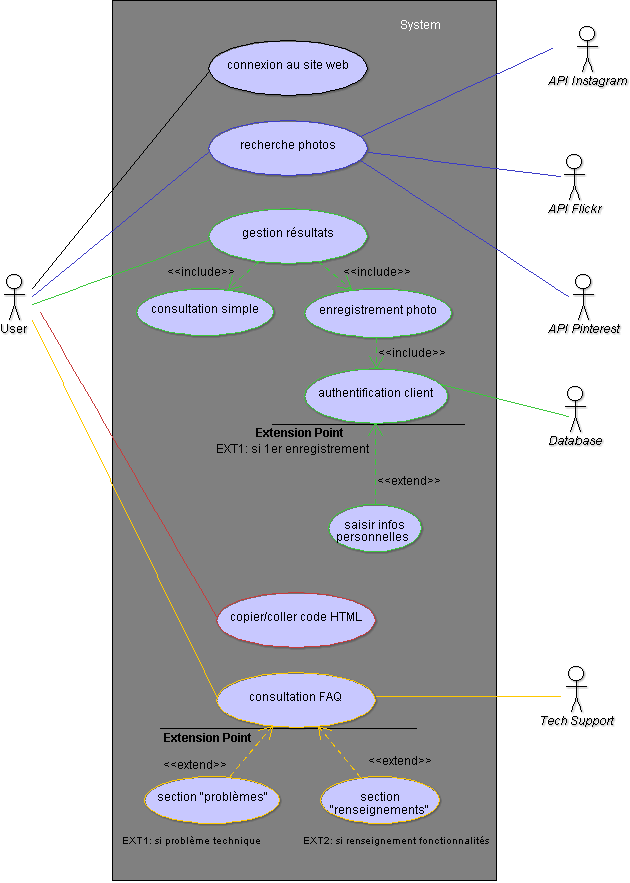 System
connexion au site web
API Instagram
recherche photos
API Flickr
gestion résultats
<<include>>
<<include>>
consultation simple
enregistrement photo
User
API Pinterest
<<include>>
authentification client
Extension Point
EXT1: si 1er enregistrement
Database
<<extend>>
saisir infos
personnelles
copier/coller code HTML
consultation FAQ
Tech Support
Extension Point
<<extend>>
<<extend>>
section "problèmes"
section
"renseignements"
EXT1: si problème technique
EXT2: si renseignement fonctionnalités